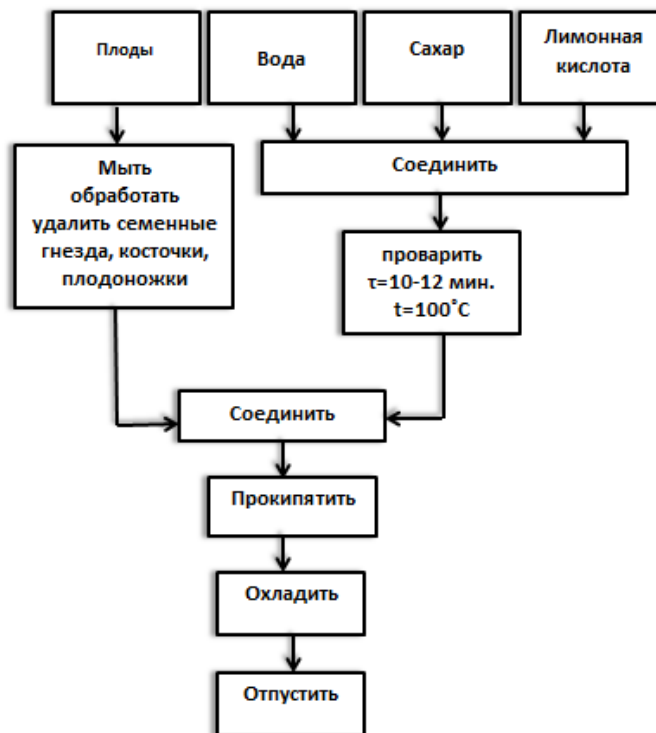 Плоды
Вода
Сахар
Лимонная
кислота
Мыть
обработать
удалить семенные
гнезда, косточки,
плодоножки
Соединить
проварить
τ=10-12 мин.
t=100˚С
Соединить
Прокипятить
Охладить
Отпустить